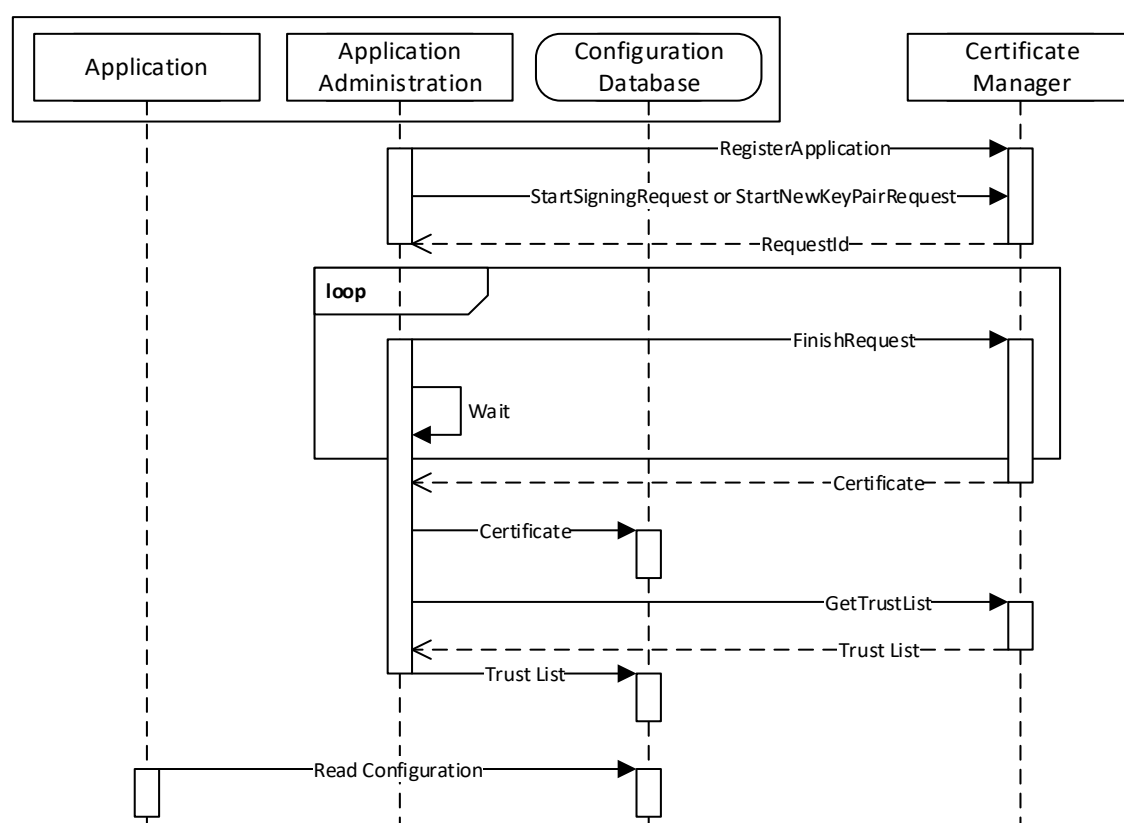 Application
Application
Administration
Configuration
Database
Certificate
Manager
RegisterApplication
StartSigningRequest or StartNewKeyPairRequest
RequestId
loop
FinishRequest
Wait
Certificate
Certificate
GetTrustList
Trust List
Trust List
Read Configuration